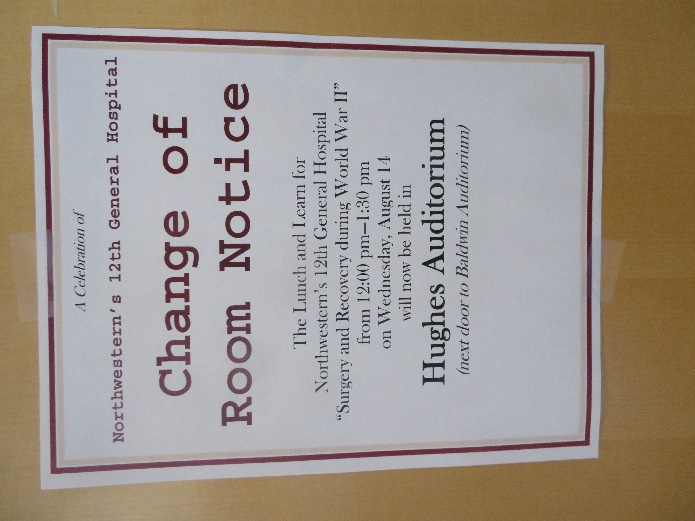 A Celebration of
Northwestern's 12th General Hospital
Change of
Room Notice
The Lunch and Learn for
Northwestern's 12th General Hospital
“Surgery and Recovery during World War II”
from 12:00 pm–1:30 pm
on Wednesday, August 14
will now be held in
Hughes Auditorium
(next door to Baldwin Auditorium)